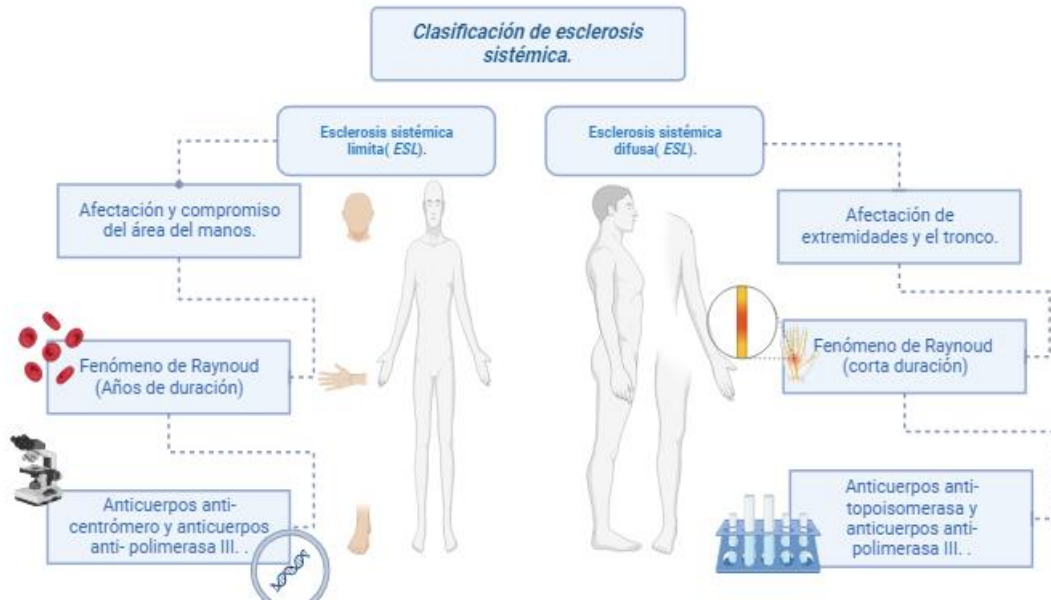 Clasificación de esclerosis
sistémica.
Esclerosis sistémica
limita( ESL).
Afectación y compromiso
del área del manos.
Fenómeno de Raynoud
(Años de duración)
Anticuerpos anti-
centrómero y anticuerpos
anti- polimerasa III. .
Esclerosis sistémica
difusa( ESL).
Afectación de
extremidades y el tronco.
Fenómeno de Raynoud
(corta duración)
Anticuerpos anti-
topoisomerasa y
anticuerpos anti-
polimerasa III. .